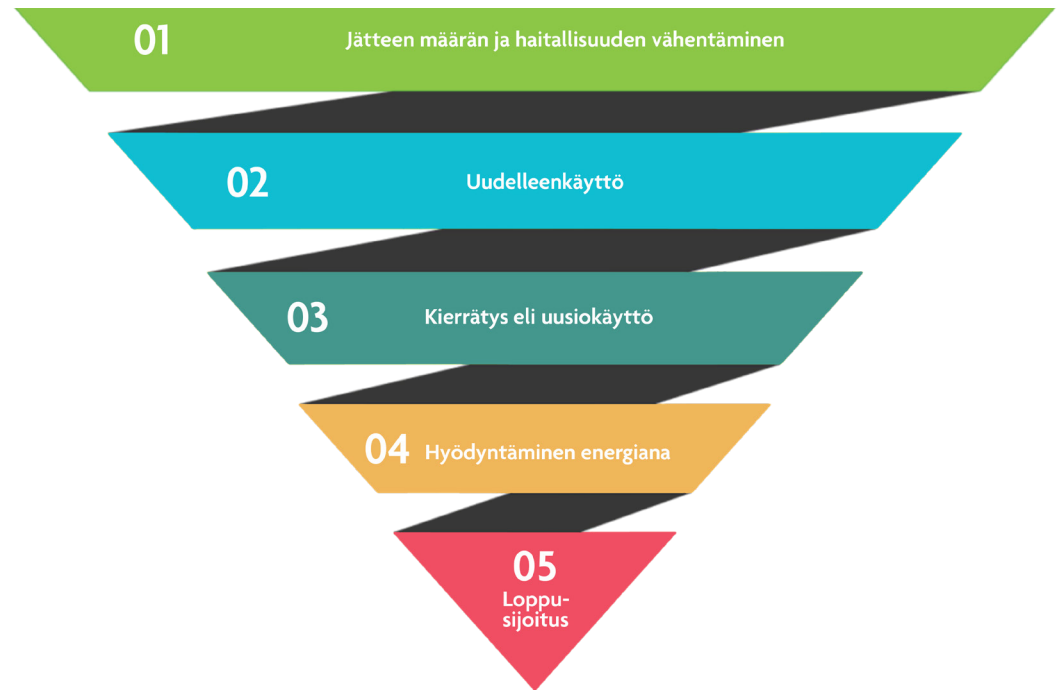 01
Jätteen määrän ja haitallisuuden vähentäminen
02
Uudelleenkäyttö
03
Kierrätys eli uusiokäyttö
04
Hyödyntäminen energiana
05
Loppu-
sijoitus